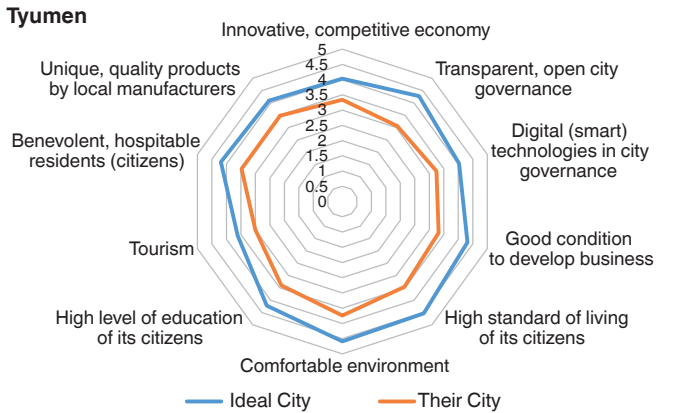 Tyumen
Innovative, competitive economy
5
4.5
4
3.5
3
2.5
2
1.5
1
0.5
0
Transparent, open city
governance
Digital (smart)
technologies in city
governance
Good condition
to develop business
High standard of living
of its citizens
Comfortable environment
High level of education
of its citizens
Tourism
Benevolent, hospitable
residents (citizens)
Unique, quality products
by local manufacturers
Ideal City
Their City